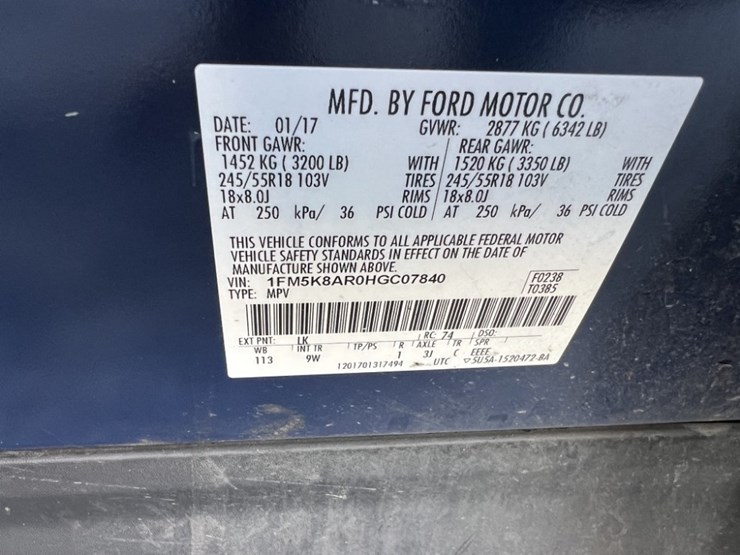 MFD. BY FORD MOTOR CO.
DATE: 01/17 GVWR: 2877 KG ( 6342 LB)
FRONT GAWR: REAR GAWR:
1452 KG ( 3200 LB) WITH 1520 KG ( 3350 LB) WITH
245/55R18 103V TIRES 245/55R18 103V TIRES
18x8.0J RIMS 18x8.0J RIMS
AT 250 kPa/ 36 PSI COLD AT 250 kPa/ 36 PSI COLD
THIS VEHICLE CONFORMS TO ALL APPLICABLE FEDERAL MOTOR
VEHICLE SAFETY STANDARDS IN EFFECT ON THE DATE OF
MANUFACTURE SHOWN ABOVE.
VIN: 1FM5K8AR0HGC07840 F0238
TYPE: MPV T0385
EXT PNT: LK RC: 74 DSO:
WB INT TR TP/PS R AXLE TR SPR
113 9W 1 3J C EEEE
1201701317494 UTC ▽5USA-1520472-BA